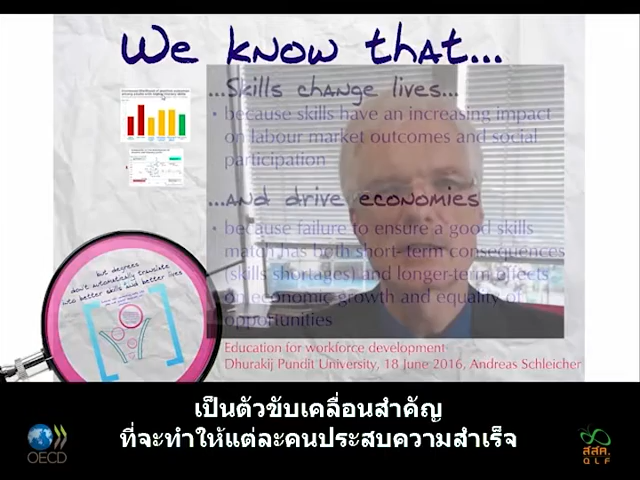 We know that...
...Skills change lives...
• because skills have an increasing impact
on labour market outcomes and social
participation
...and drive economies
• because failure to ensure a good skills
match has both short-term consequences
(skills shortages) and longer-term effects
on economic growth and equality of
opportunities
but degrees
don't automatically translate
into better skills and better lives
Education for workforce development
Dhurakij Pundit University, 18 June 2016, Andreas Schleicher
เป็นตัวขับเคลื่อนสำคัญ
ที่จะทำให้แต่ละคนประสบความสำเร็จ
OECD
สสค.
QLF